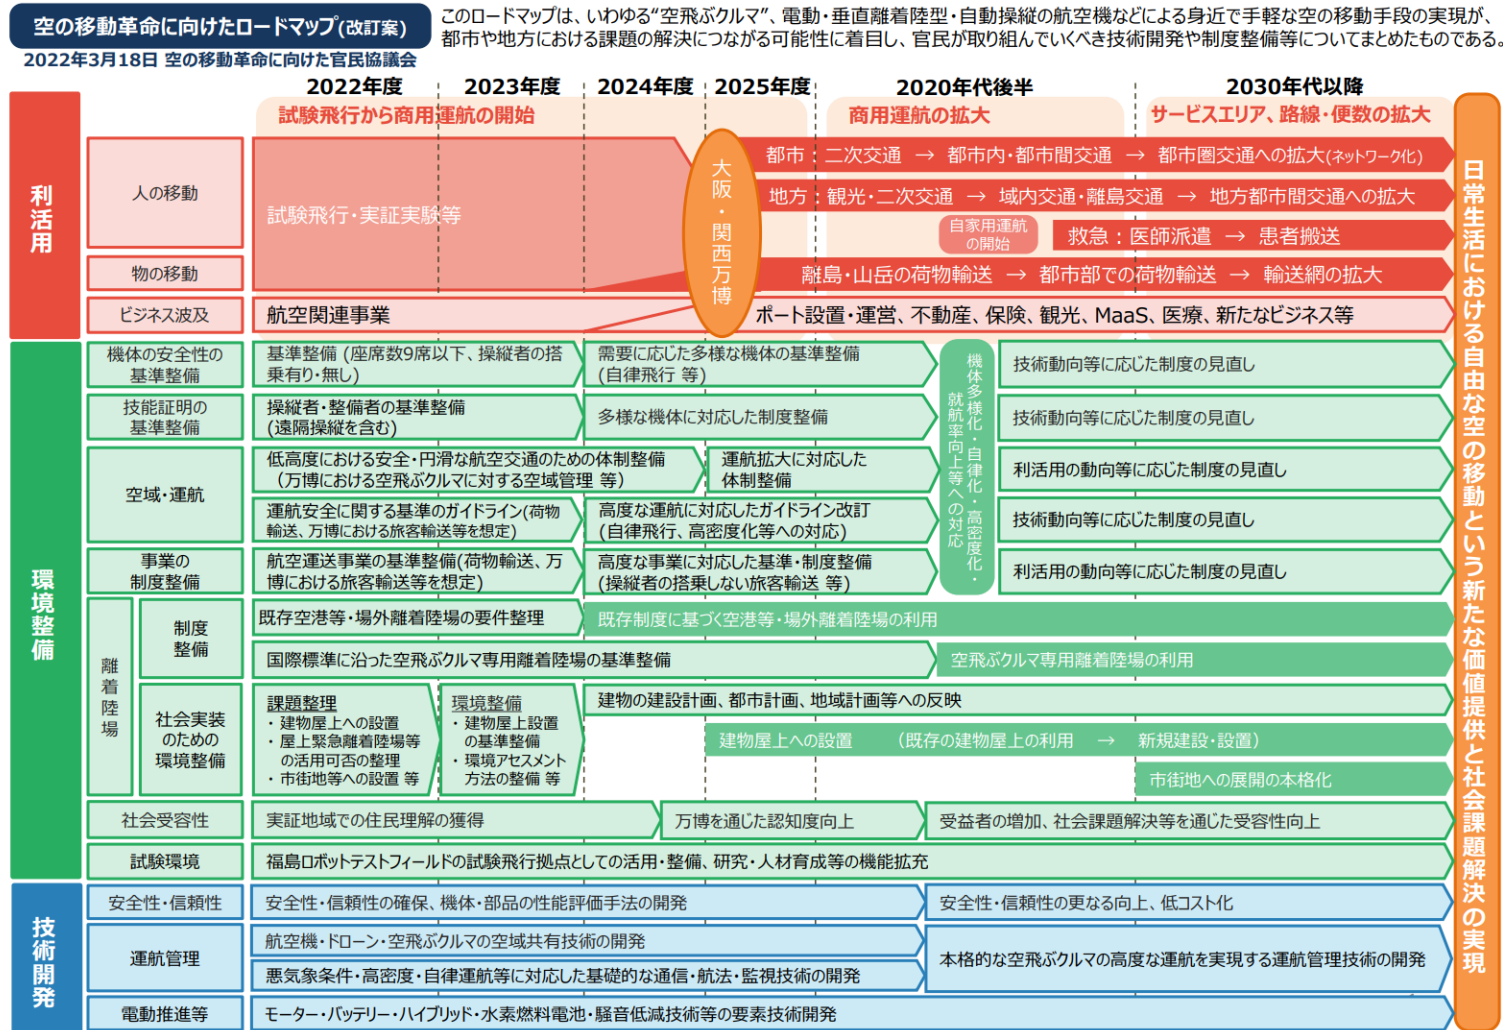 空の移動革命に向けたロードマップ(改訂案)
2022年3月18日 空の移動革命に向けた官民協議会
このロードマップは、いわゆる“空飛ぶクルマ”、電動・垂直離着陸型・自動操縦の航空機などによる身近で手軽な空の移動手段の実現が、
都市や地方における課題の解決につながる可能性に着目し、官民が取り組んでいくべき技術開発や制度整備等についてまとめたものである。
2022年度
2023年度
2024年度
2025年度
2020年代後半
2030年代以降
試験飛行から商用運航の開始
商用運航の拡大
サービスエリア、路線・便数の拡大
利活用
人の移動
試験飛行・実証実験等
大阪・関西万博
都市：二次交通 → 都市内・都市間交通 → 都市圏交通への拡大(ネットワーク化)
地方：観光・二次交通 → 域内交通・離島交通 → 地方都市間交通への拡大
自家用運航
の開始
救急：医師派遣 → 患者搬送
物の移動
離島・山岳の荷物輸送 → 都市部での荷物輸送 → 輸送網の拡大
ビジネス波及
航空関連事業
ポート設置・運営、不動産、保険、観光、MaaS、医療、新たなビジネス等
環境整備
機体の安全性の
基準整備
基準整備 (座席数9席以下、操縦者の搭
乗有り・無し)
需要に応じた多様な機体の基準整備
(自律飛行 等)
機体多様化・自律化・高密度化・
就航率向上等への対応
技術動向等に応じた制度の見直し
技能証明の
基準整備
操縦者・整備者の基準整備
(遠隔操縦を含む)
多様な機体に対応した制度整備
技術動向等に応じた制度の見直し
空域・運航
低高度における安全・円滑な航空交通のための体制整備
（万博における空飛ぶクルマに対する空域管理 等）
運航拡大に対応した
体制整備
利活用の動向等に応じた制度の見直し
運航安全に関する基準のガイドライン(荷物
輸送、万博における旅客輸送等を想定)
高度な運航に対応したガイドライン改訂
(自律飛行、高密度化等への対応)
技術動向等に応じた制度の見直し
事業の
制度整備
航空運送事業の基準整備(荷物輸送、万
博における旅客輸送等を想定)
高度な事業に対応した基準・制度整備
(操縦者の搭乗しない旅客輸送 等)
利活用の動向等に応じた制度の見直し
離着陸場
制度
整備
既存空港等・場外離着陸場の要件整理
既存制度に基づく空港等・場外離着陸場の利用
国際標準に沿った空飛ぶクルマ専用離着陸場の基準整備
空飛ぶクルマ専用離着陸場の利用
社会実装
のための
環境整備
課題整理
・ 建物屋上への設置
・ 屋上緊急離着陸場等
の活用可否の整理
・ 市街地等への設置 等
環境整備
・ 建物屋上設置
の基準整備
・ 環境アセスメント
方法の整備 等
建物の建設計画、都市計画、地域計画等への反映
建物屋上への設置 （既存の建物屋上の利用 → 新規建設・設置）
市街地への展開の本格化
社会受容性
実証地域での住民理解の獲得
万博を通じた認知度向上
受益者の増加、社会課題解決等を通じた受容性向上
試験環境
福島ロボットテストフィールドの試験飛行拠点としての活用・整備、研究・人材育成等の機能拡充
技術開発
安全性・信頼性
安全性・信頼性の確保、機体・部品の性能評価手法の開発
安全性・信頼性の更なる向上、低コスト化
運航管理
航空機・ドローン・空飛ぶクルマの空域共有技術の開発
悪気象条件・高密度・自律運航等に対応した基礎的な通信・航法・監視技術の開発
本格的な空飛ぶクルマの高度な運航を実現する運航管理技術の開発
電動推進等
モーター・バッテリー・ハイブリッド・水素燃料電池・騒音低減技術等の要素技術開発
日常生活における自由な空の移動という新たな価値提供と社会課題解決の実現